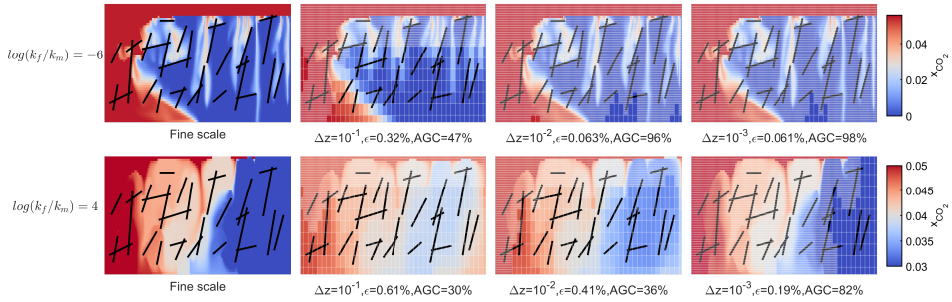 log(k_f/k_m) = −6
Fine scale
Δz=10^-1,ϵ=0.32%,AGC=47%
Δz=10^-2,ϵ=0.063%,AGC=96%
Δz=10^-3,ϵ=0.061%,AGC=98%
0.04
0.02
0
x_CO_2
log(k_f/k_m) = 4
Fine scale
Δz=10^-1,ϵ=0.61%,AGC=30%
Δz=10^-2,ϵ=0.41%,AGC=36%
Δz=10^-3,ϵ=0.19%,AGC=82%
0.05
0.045
0.04
0.035
0.03
x_CO_2